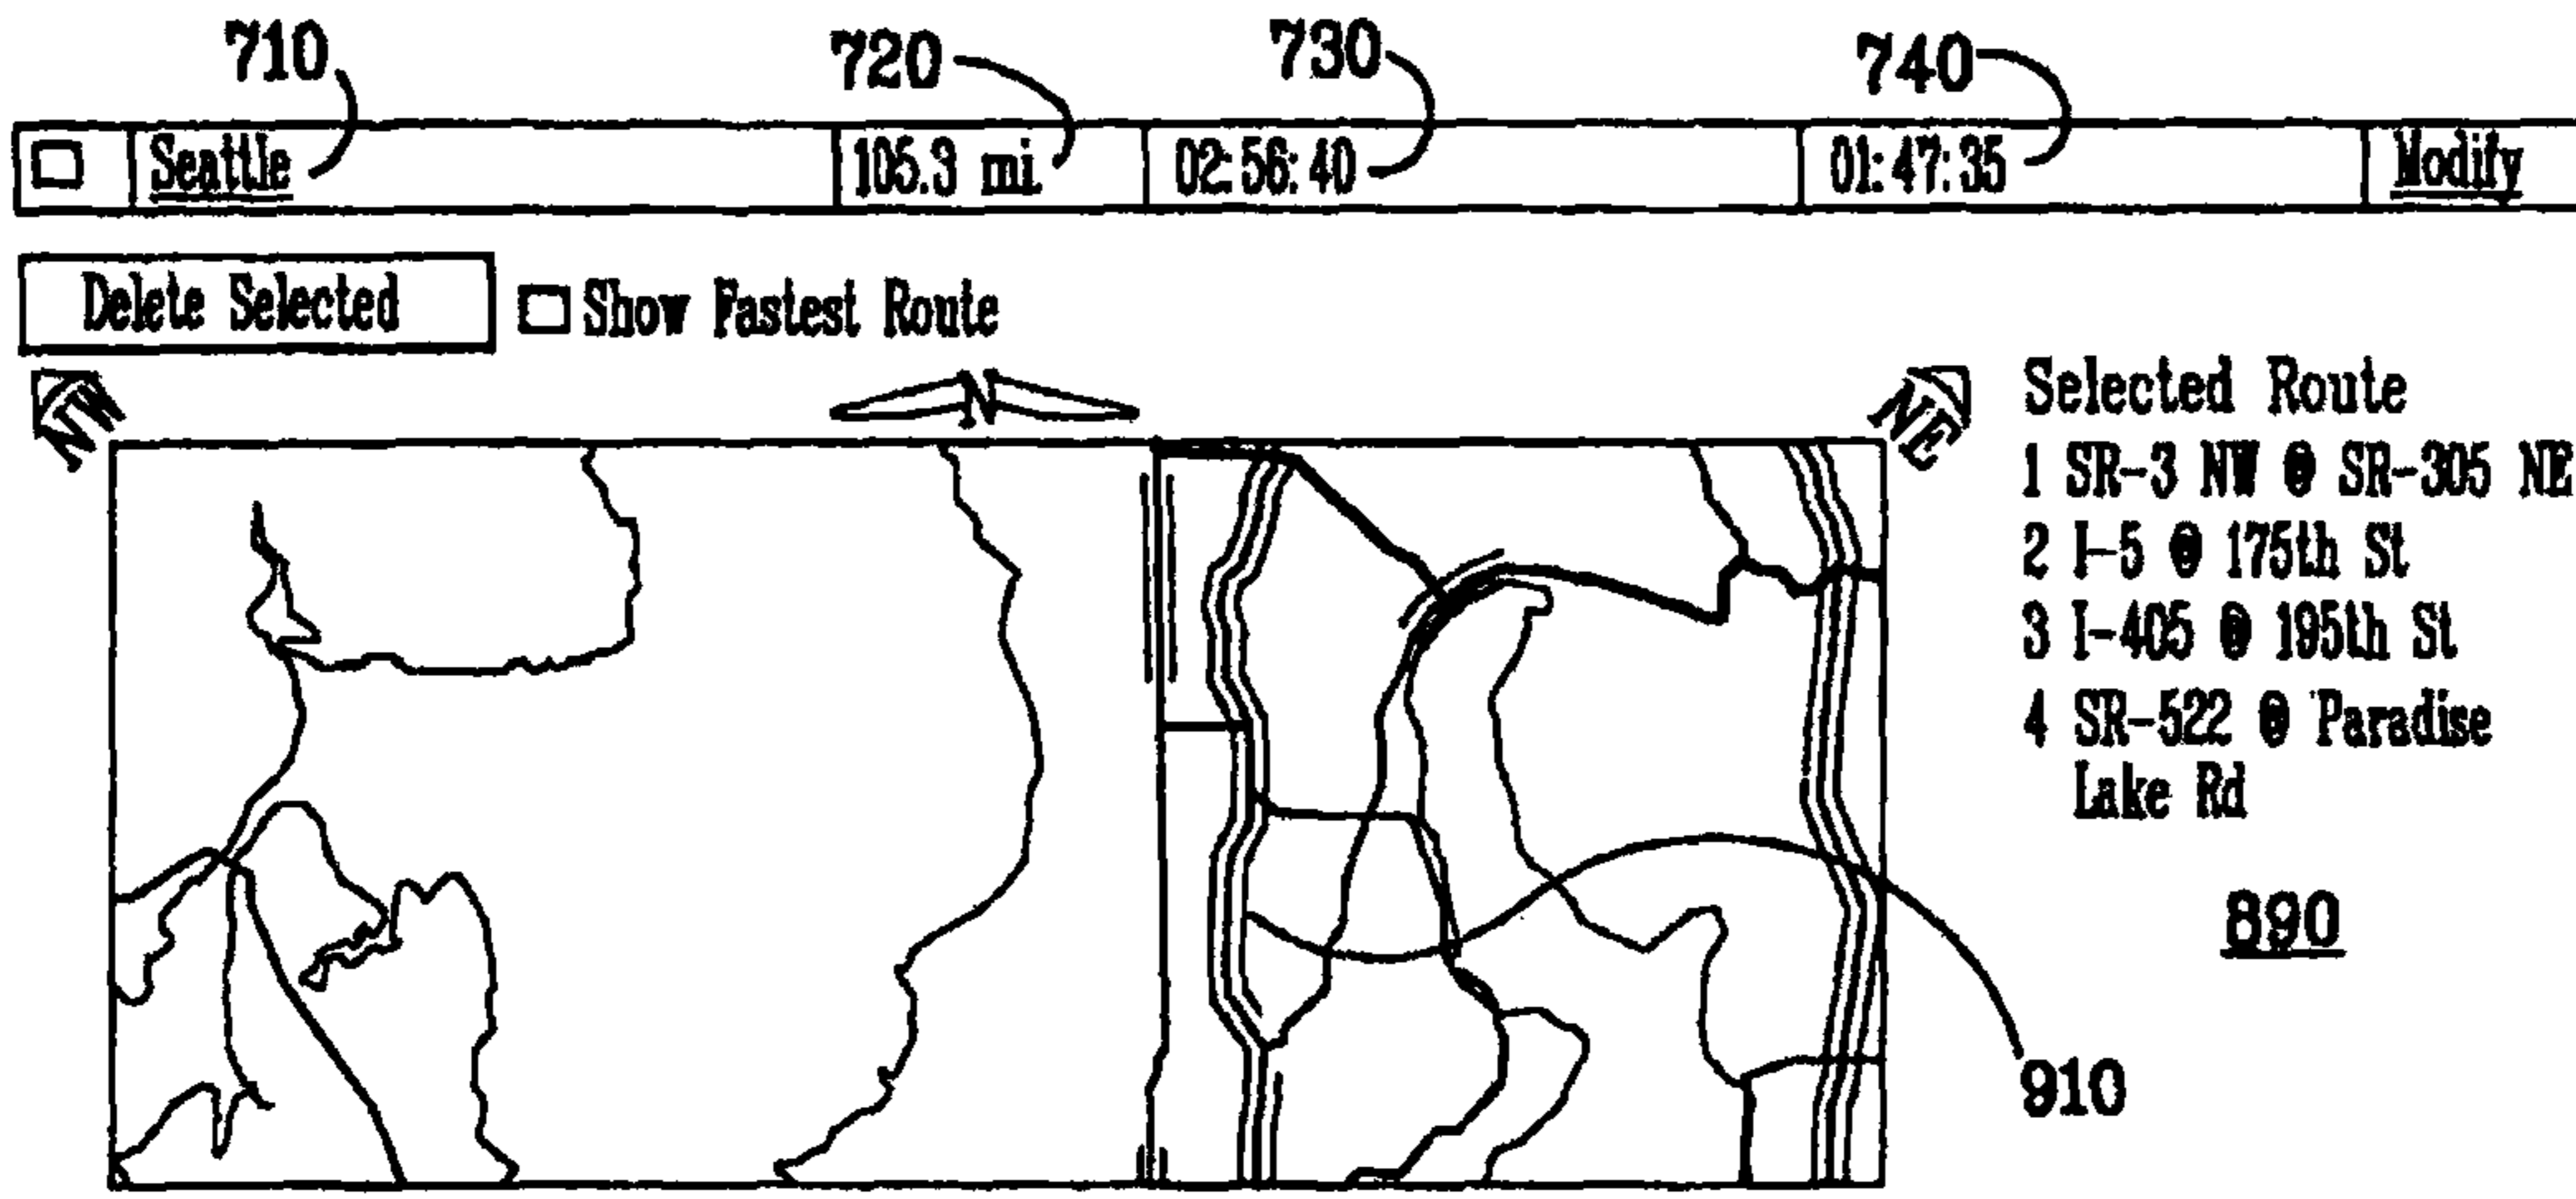 710 720 730 740
Seattle 105.3 mi. 02:56:40 01:47:35 Modify
Delete Selected Show Fastest Route
NW N NE
Selected Route
1 SR-3 NW @ SR-305 NE
2 I-5 @ 175th St
3 I-405 @ 195th St
4 SR-522 @ Paradise
Lake Rd
890
910